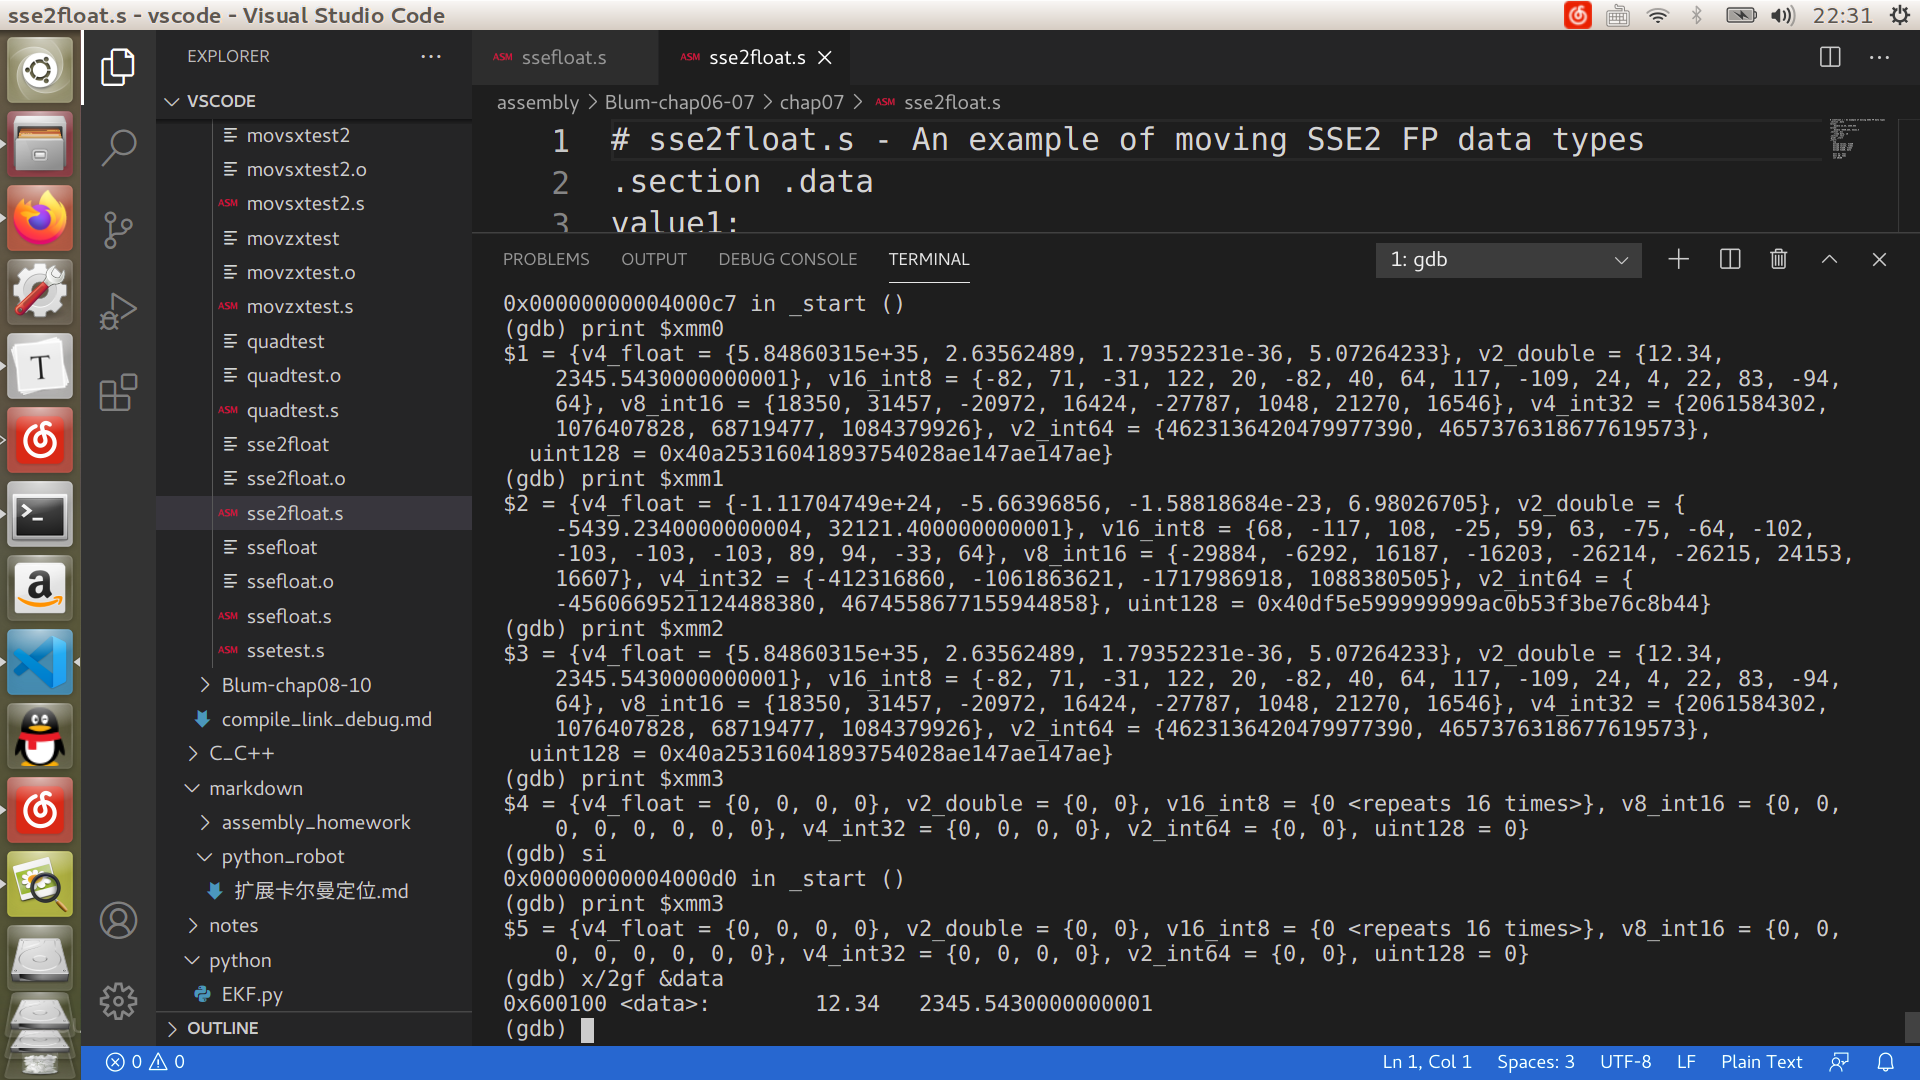 sse2float.s - vscode - Visual Studio Code
22:31
EXPLORER
VSCODE
movsxtest2
movsxtest2.o
ASM movsxtest2.s
movzxtest
movzxtest.o
ASM movzxtest.s
quadtest
quadtest.o
ASM quadtest.s
sse2float
sse2float.o
ASM sse2float.s
ssefloat
ssefloat.o
ASM ssefloat.s
ASM ssetest.s
Blum-chap08-10
compile_link_debug.md
C_C++
markdown
assembly_homework
python_robot
扩展卡尔曼定位.md
notes
python
EKF.py
OUTLINE
ASM ssefloat.s
ASM sse2float.s
assembly > Blum-chap06-07 > chap07 > ASM sse2float.s
1 # sse2float.s - An example of moving SSE2 FP data types
2 .section .data
3 value1:
PROBLEMS OUTPUT DEBUG CONSOLE TERMINAL
1: gdb
0x00000000004000c7 in _start ()
(gdb) print $xmm0
$1 = {v4_float = {5.84860315e+35, 2.63562489, 1.79352231e-36, 5.07264233}, v2_double = {12.34,
2345.5430000000001}, v16_int8 = {-82, 71, -31, 122, 20, -82, 40, 64, 117, -109, 24, 4, 22, 83, -94,
64}, v8_int16 = {18350, 31457, -20972, 16424, -27787, 1048, 21270, 16546}, v4_int32 = {2061584302,
1076407828, 68719477, 1084379926}, v2_int64 = {4623136420479977390, 4657376318677619573},
uint128 = 0x40a25316041893754028ae147ae147ae}
(gdb) print $xmm1
$2 = {v4_float = {-1.11704749e+24, -5.66396856, -1.58818684e-23, 6.98026705}, v2_double = {
-5439.2340000000004, 32121.400000000001}, v16_int8 = {68, -117, 108, -25, 59, 63, -75, -64, -102,
-103, -103, -103, 89, 94, -33, 64}, v8_int16 = {-29884, -6292, 16187, -16203, -26214, -26215, 24153,
16607}, v4_int32 = {-412316860, -1061863621, -1717986918, 1088380505}, v2_int64 = {
-4560669521124488380, 4674558677155944858}, uint128 = 0x40df5e599999999ac0b53f3be76c8b44}
(gdb) print $xmm2
$3 = {v4_float = {5.84860315e+35, 2.63562489, 1.79352231e-36, 5.07264233}, v2_double = {12.34,
2345.5430000000001}, v16_int8 = {-82, 71, -31, 122, 20, -82, 40, 64, 117, -109, 24, 4, 22, 83, -94,
64}, v8_int16 = {18350, 31457, -20972, 16424, -27787, 1048, 21270, 16546}, v4_int32 = {2061584302,
1076407828, 68719477, 1084379926}, v2_int64 = {4623136420479977390, 4657376318677619573},
uint128 = 0x40a25316041893754028ae147ae147ae}
(gdb) print $xmm3
$4 = {v4_float = {0, 0, 0, 0}, v2_double = {0, 0}, v16_int8 = {0 <repeats 16 times>}, v8_int16 = {0, 0,
0, 0, 0, 0, 0, 0}, v4_int32 = {0, 0, 0, 0}, v2_int64 = {0, 0}, uint128 = 0}
(gdb) si
0x00000000004000d0 in _start ()
(gdb) print $xmm3
$5 = {v4_float = {0, 0, 0, 0}, v2_double = {0, 0}, v16_int8 = {0 <repeats 16 times>}, v8_int16 = {0, 0,
0, 0, 0, 0, 0, 0}, v4_int32 = {0, 0, 0, 0}, v2_int64 = {0, 0}, uint128 = 0}
(gdb) x/2gf &data
0x600100 <data>: 12.34 2345.5430000000001
(gdb)
0 0
Ln 1, Col 1 Spaces: 3 UTF-8 LF Plain Text